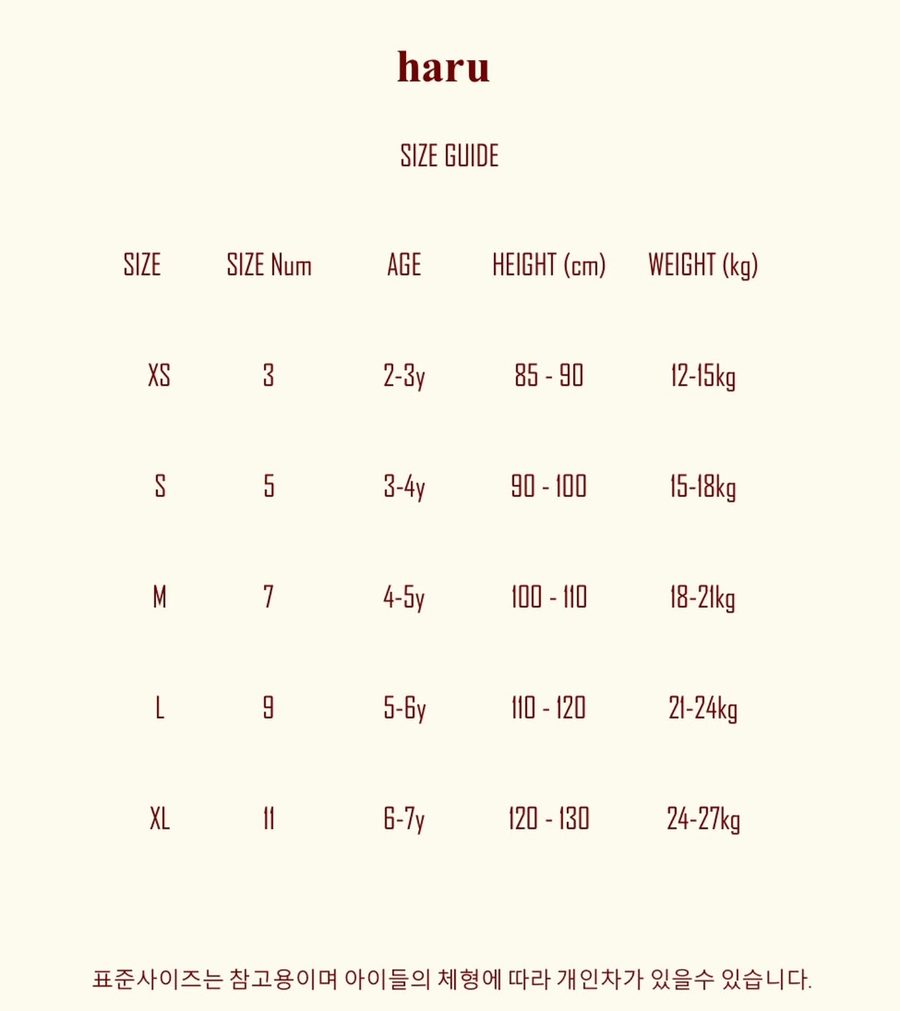 haru
SIZE GUIDE
SIZE SIZE Num AGE HEIGHT (cm) WEIGHT (kg)
XS 3 2-3y 85 - 90 12-15kg
S 5 3-4y 90 - 100 15-18kg
M 7 4-5y 100 - 110 18-21kg
L 9 5-6y 110 - 120 21-24kg
XL 11 6-7y 120 - 130 24-27kg
표준사이즈는 참고용이며 아이들의 체형에 따라 개인차가 있을수 있습니다.